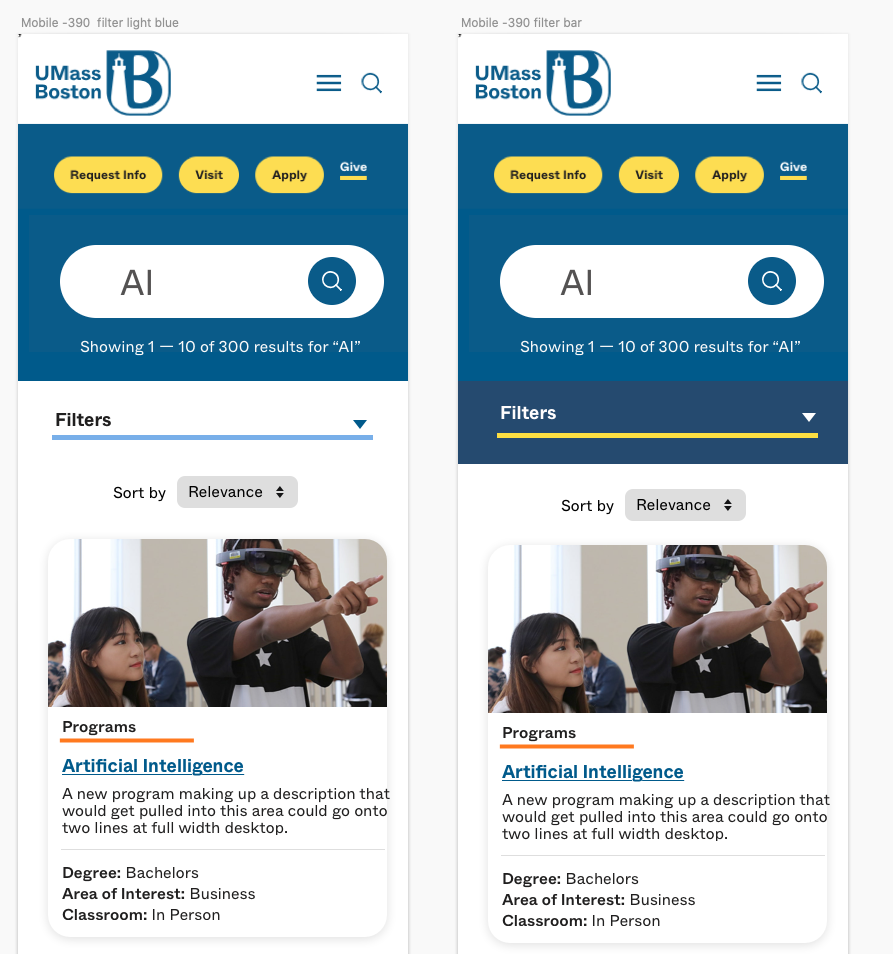 Mobile -390  filter light blue
UMass
Boston
B
Request Info
Visit
Apply
Give
AI
Showing 1 — 10 of 300 results for “AI”
Filters
Sort by
Relevance
Programs
Artificial Intelligence
A new program making up a description that
would get pulled into this area could go onto
two lines at full width desktop.
Degree: Bachelors
Area of Interest: Business
Classroom: In Person
Mobile -390 filter bar
UMass
Boston
B
Request Info
Visit
Apply
Give
AI
Showing 1 — 10 of 300 results for “AI”
Filters
Sort by
Relevance
Programs
Artificial Intelligence
A new program making up a description that
would get pulled into this area could go onto
two lines at full width desktop.
Degree: Bachelors
Area of Interest: Business
Classroom: In Person